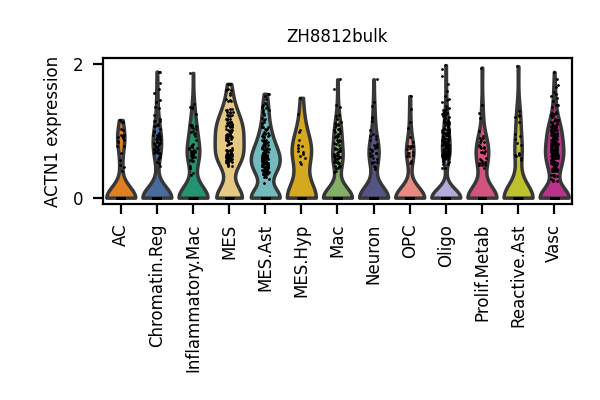 ZH8812bulk
ACTN1 expression
2
0
AC
Chromatin.Reg
Inflammatory.Mac
MES
MES.Ast
MES.Hyp
Mac
Neuron
OPC
Oligo
Prolif.Metab
Reactive.Ast
Vasc